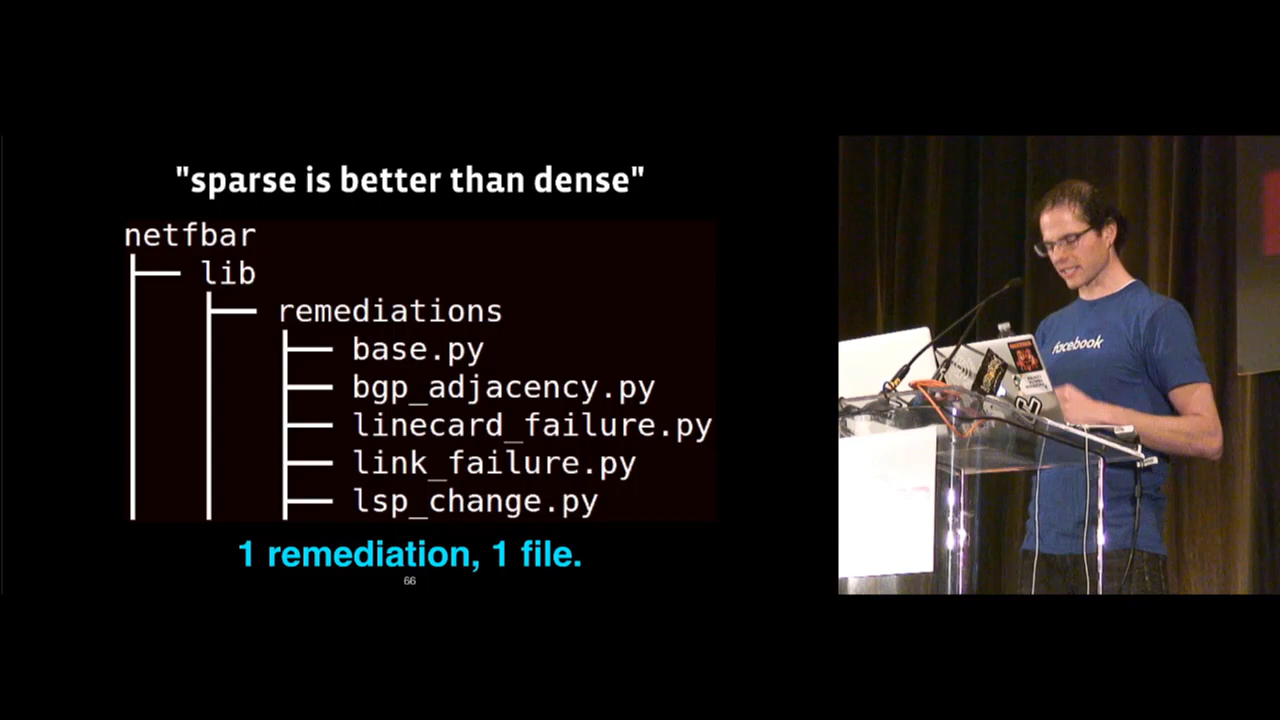 "sparse is better than dense"
netfbar
lib
remediations
base.py
bgp_adjacency.py
linecard_failure.py
link_failure.py
lsp_change.py
1 remediation, 1 file.
66
facebook